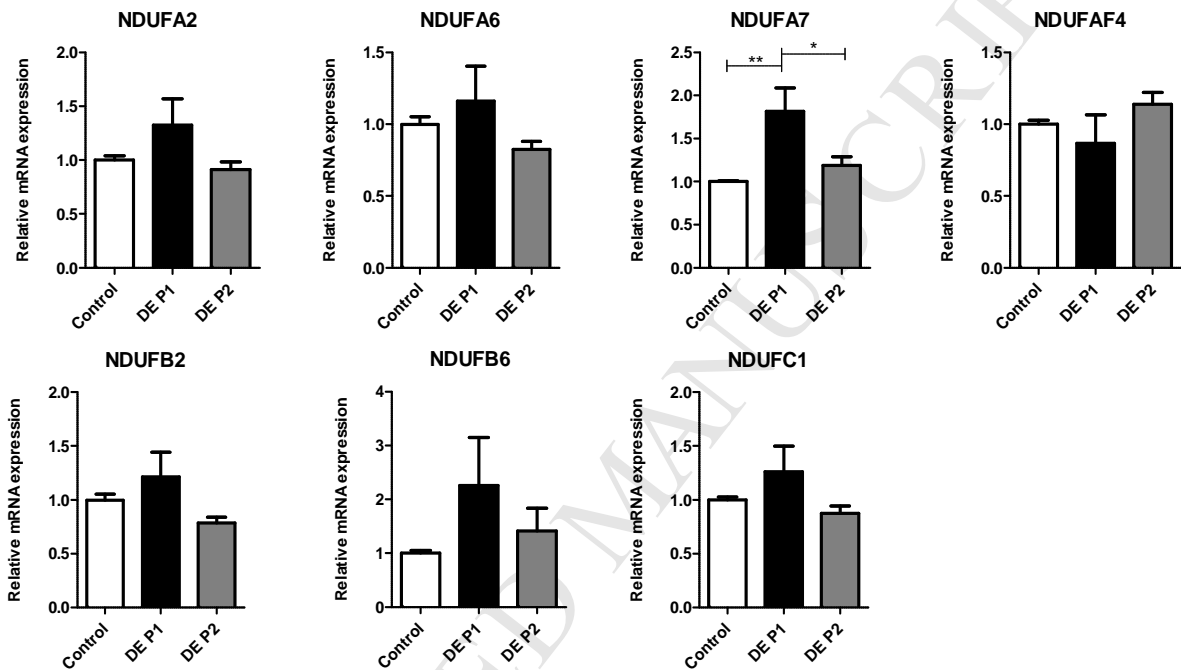 NDUFA2 NDUFA6 NDUFA7 NDUFAF4
Relative mRNA expression
2.0
1.5
1.0
0.5
0.0
Control DE P1 DE P2
Relative mRNA expression
1.5
1.0
0.5
0.0
Control DE P1 DE P2
Relative mRNA expression
2.5
2.0
1.5
1.0
0.5
0.0
** *
Control DE P1 DE P2
Relative mRNA expression
1.5
1.0
0.5
0.0
Control DE P1 DE P2
NDUFB2 NDUFB6 NDUFC1
Relative mRNA expression
2.0
1.5
1.0
0.5
0.0
Control DE P1 DE P2
Relative mRNA expression
4
3
2
1
0
Control DE P1 DE P2
Relative mRNA expression
2.0
1.5
1.0
0.5
0.0
Control DE P1 DE P2
MANUSCRIP